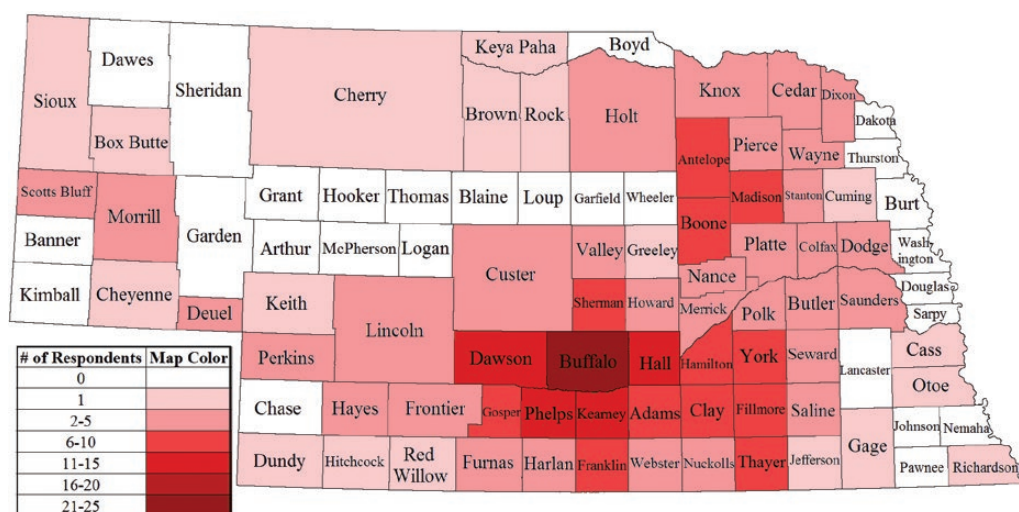 Keya Paha
Boyd
Dawes
Sheridan
Cherry
Knox
Cedar
Dixon
Sioux
Brown
Rock
Holt
Dakota
Box Butte
Pierce
Wayne
Antelope
Thurston
Scotts Bluff
Grant
Hooker
Thomas
Blaine
Loup
Garfield
Wheeler
Madison
Stanton
Cuming
Burt
Morrill
Garden
Boone
Banner
Arthur
McPherson
Logan
Valley
Greeley
Platte
Colfax
Dodge
Wash-
ington
Custer
Nance
Kimball
Cheyenne
Keith
Sherman
Howard
Merrick
Butler
Saunders
Douglas
Deuel
Polk
Sarpy
Lincoln
Perkins
Dawson
Buffalo
Hall
Hamilton
York
Seward
Lancaster
Cass
Otoe
Chase
Hayes
Frontier
Gosper
Phelps
Kearney
Adams
Clay
Fillmore
Saline
Johnson
Nemaha
Gage
Dundy
Hitchcock
Red
Willow
Furnas
Harlan
Franklin
Webster
Nuckolls
Thayer
Jefferson
Pawnee
Richardson
# of Respondents Map Color
0
1
2-5
6-10
11-15
16-20
21-25